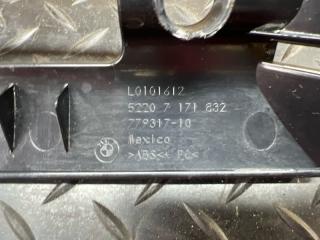 L0101612
5220 7 171 832
779317-10
Mexico
>ABS+PC<